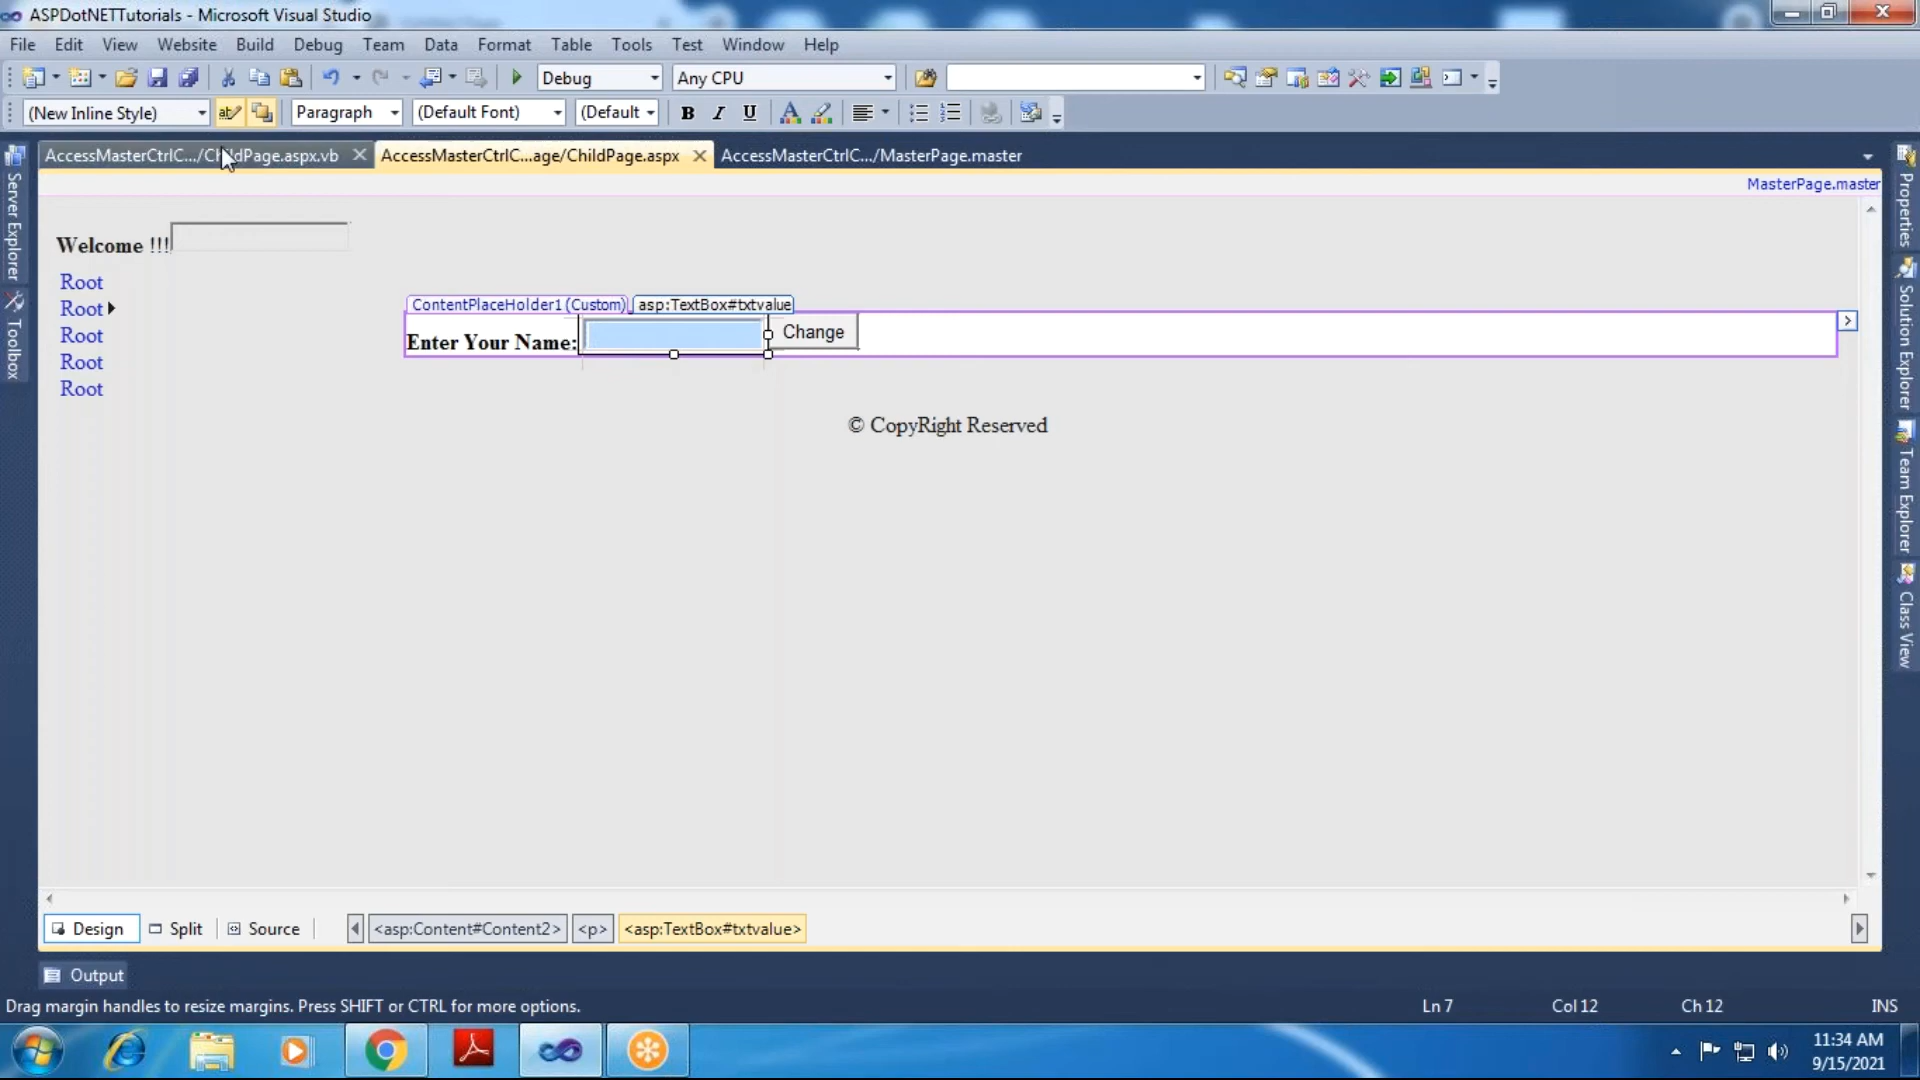 ASPDotNETTutorials - Microsoft Visual Studio
File Edit View Website Build Debug Team Data Format Table Tools Test Window Help
Debug Any CPU
(New Inline Style) Paragraph (Default Font) (Default B I U
AccessMasterCtrlC.../ChildPage.aspx.vb AccessMasterCtrlC...age/ChildPage.aspx AccessMasterCtrlC.../MasterPage.master
MasterPage.master
Server Explorer
Toolbox
Welcome !!!
Root
Root
Root
Root
Root
ContentPlaceHolder1 (Custom) asp:TextBox#txtvalue
Enter Your Name: Change
© CopyRight Reserved
Properties
Solution Explorer
Team Explorer
Class View
Design Split Source <asp:Content#Content2> <p> <asp:TextBox#txtvalue>
Output
Drag margin handles to resize margins. Press SHIFT or CTRL for more options. Ln 7 Col 12 Ch 12 INS
11:34 AM
9/15/2021